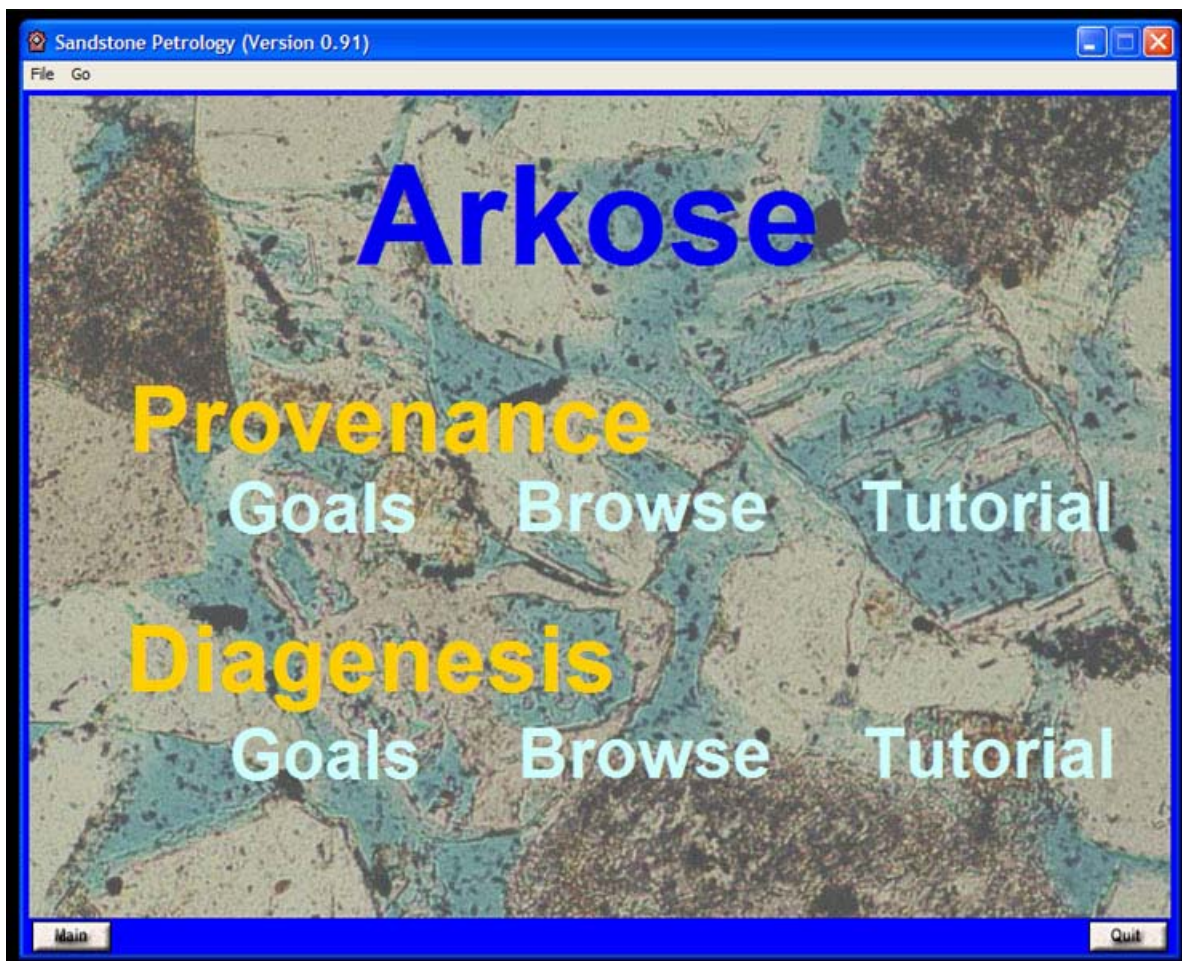 Sandstone Petrology (Version 0.91)
File Go
Arkose
Provenance
Goals Browse Tutorial
Diagenesis
Goals Browse Tutorial
Main Quit